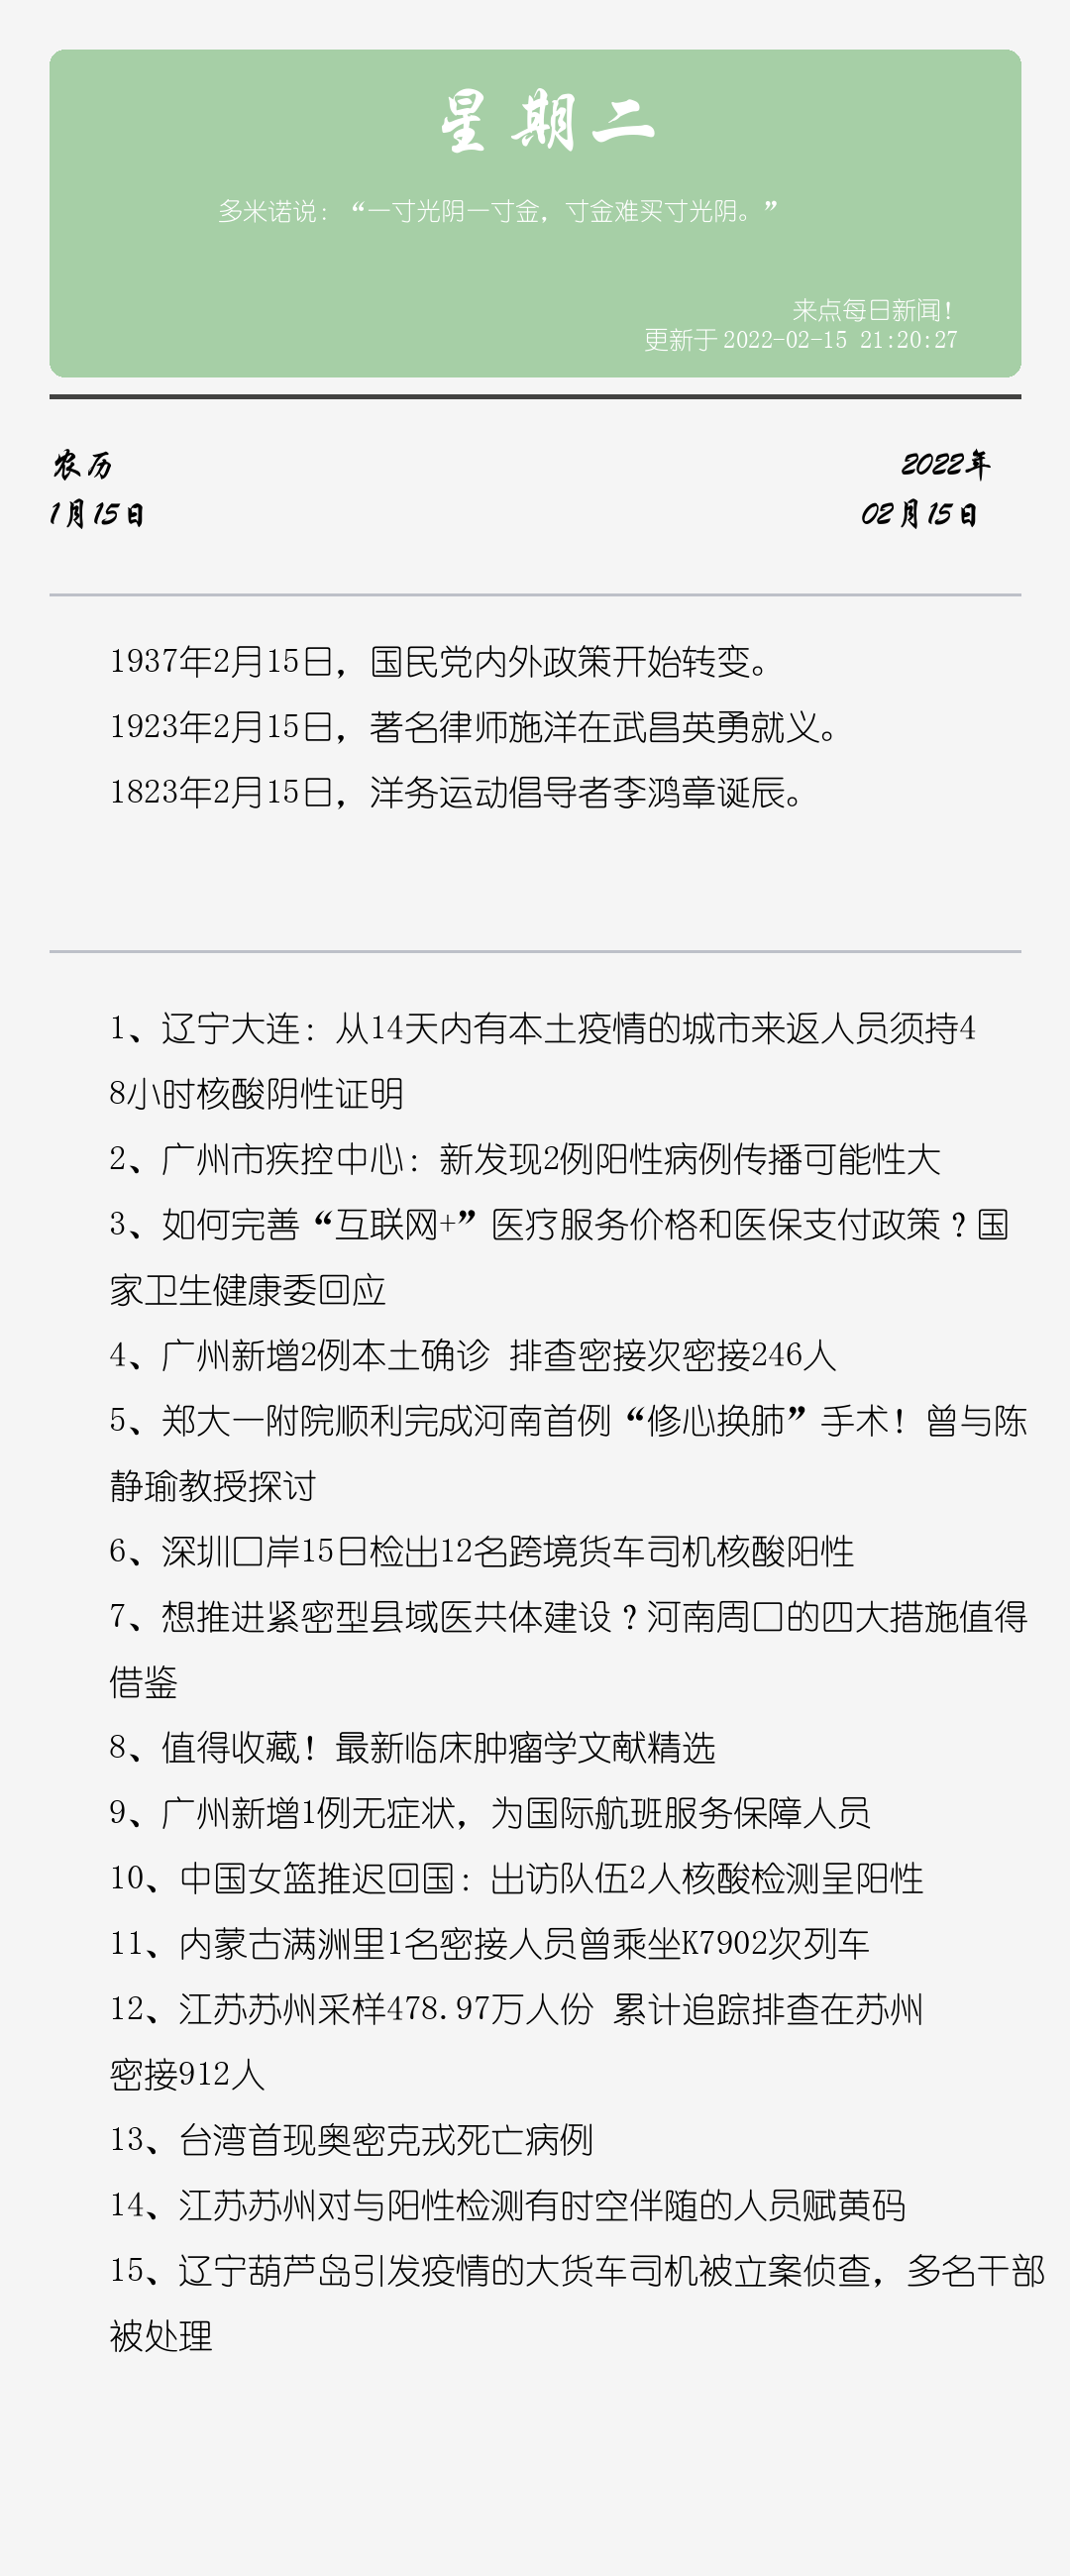 星期二
多米诺说：“一寸光阴一寸金，寸金难买寸光阴。”
来点每日新闻！
更新于 2022-02-15 21:20:27
农历
2022年
1月15日
02月15日
1937年2月15日，国民党内外政策开始转变。
1923年2月15日，著名律师施洋在武昌英勇就义。
1823年2月15日，洋务运动倡导者李鸿章诞辰。
1、辽宁大连：从14天内有本土疫情的城市来返人员须持4
8小时核酸阴性证明
2、广州市疾控中心：新发现2例阳性病例传播可能性大
3、如何完善“互联网+”医疗服务价格和医保支付政策？国
家卫生健康委回应
4、广州新增2例本土确诊 排查密接次密接246人
5、郑大一附院顺利完成河南首例“修心换肺”手术！曾与陈
静瑜教授探讨
6、深圳口岸15日检出12名跨境货车司机核酸阳性
7、想推进紧密型县域医共体建设？河南周口的四大措施值得
借鉴
8、值得收藏！最新临床肿瘤学文献精选
9、广州新增1例无症状，为国际航班服务保障人员
10、中国女篮推迟回国：出访队伍2人核酸检测呈阳性
11、内蒙古满洲里1名密接人员曾乘坐K7902次列车
12、江苏苏州采样478.97万人份 累计追踪排查在苏州
密接912人
13、台湾首现奥密克戎死亡病例
14、江苏苏州对与阳性检测有时空伴随的人员赋黄码
15、辽宁葫芦岛引发疫情的大货车司机被立案侦查，多名干部
被处理